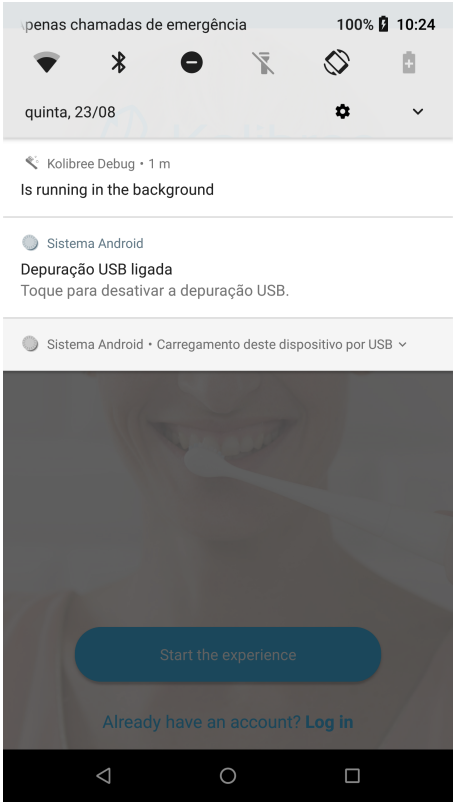 penas chamadas de emergência 100% 10:24
quinta, 23/08
Kolibree Debug • 1 m
Is running in the background
Sistema Android
Depuração USB ligada
Toque para desativar a depuração USB.
Sistema Android • Carregamento deste dispositivo por USB
Start the experience
Already have an account? Log in